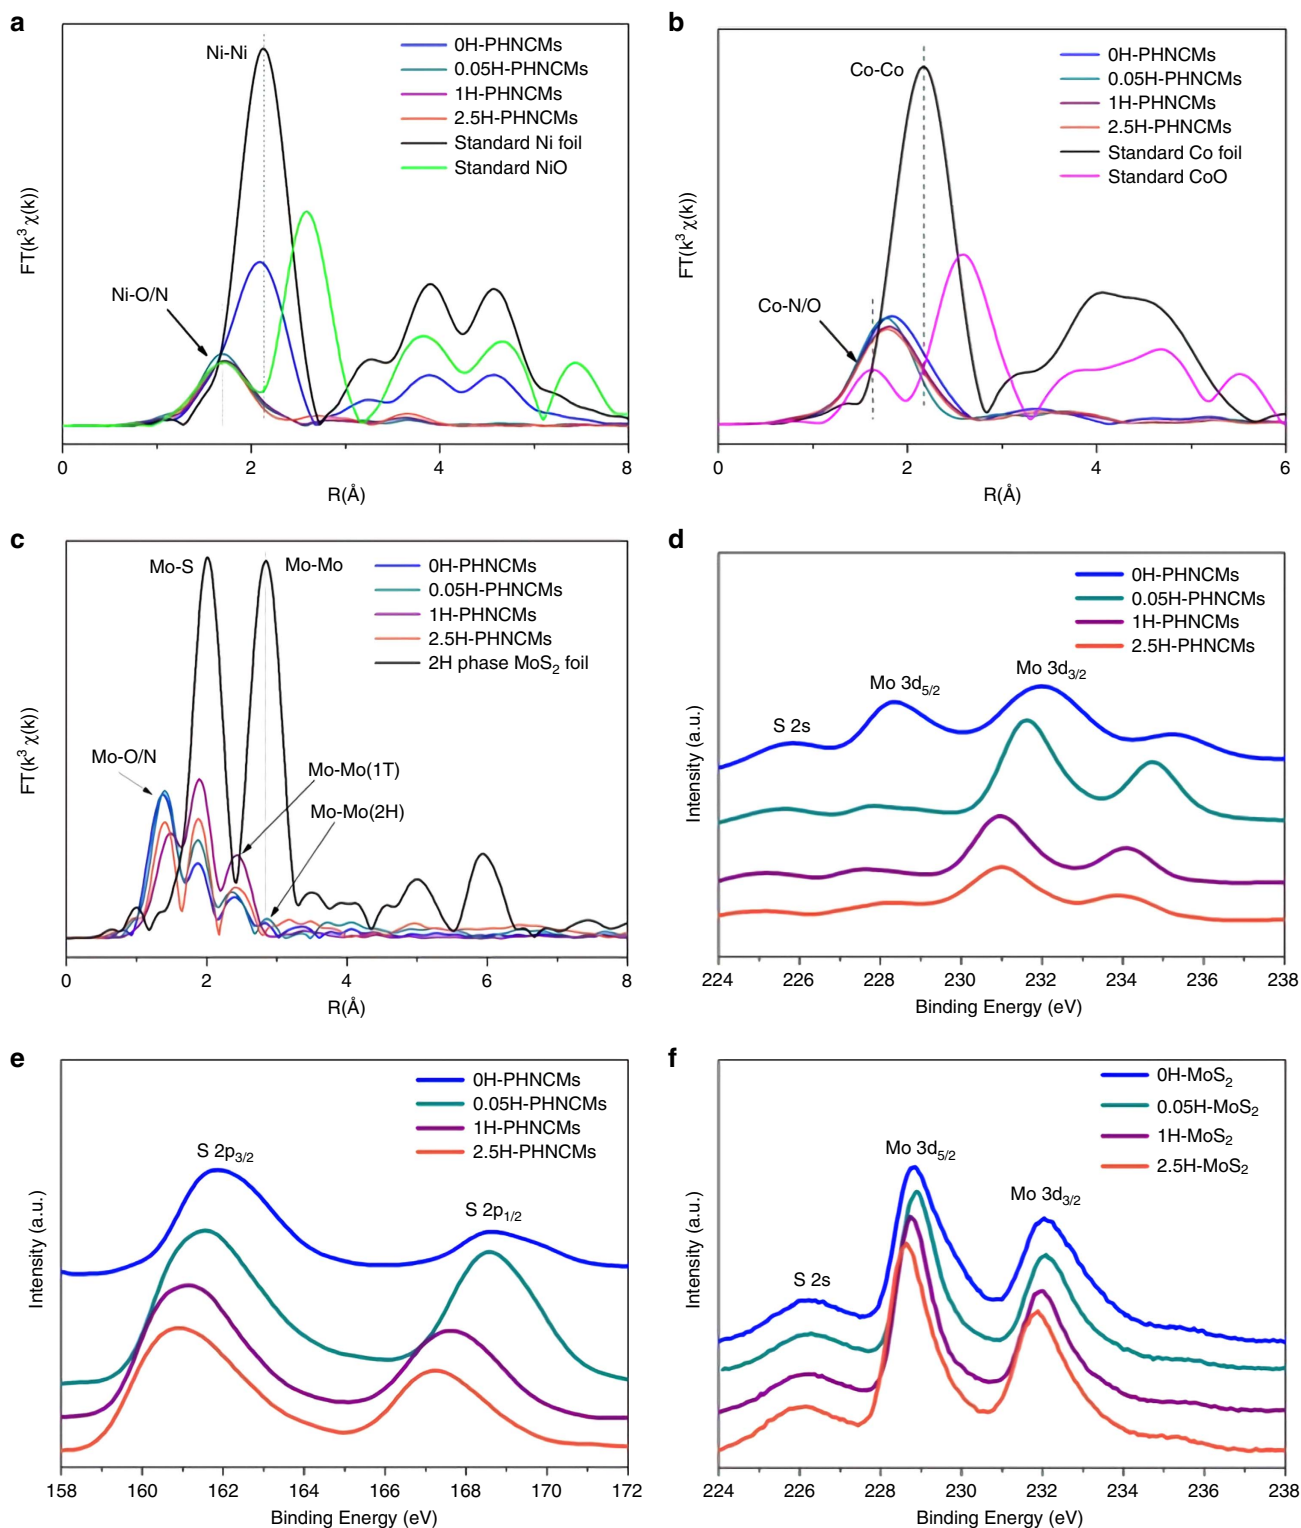 a
Ni-Ni
Ni-O/N
0H-PHNCMs
0.05H-PHNCMs
1H-PHNCMs
2.5H-PHNCMs
Standard Ni foil
Standard NiO
FT(k³ χ(k))
0 2 4 6 8
R(Å)
b
Co-Co
Co-N/O
0H-PHNCMs
0.05H-PHNCMs
1H-PHNCMs
2.5H-PHNCMs
Standard Co foil
Standard CoO
FT(k³ χ(k))
0 2 4 6
R(Å)
c
Mo-S
Mo-Mo
Mo-O/N
Mo-Mo(1T)
Mo-Mo(2H)
0H-PHNCMs
0.05H-PHNCMs
1H-PHNCMs
2.5H-PHNCMs
2H phase MoS₂ foil
FT(k³ χ(k))
0 2 4 6 8
R(Å)
d
0H-PHNCMs
0.05H-PHNCMs
1H-PHNCMs
2.5H-PHNCMs
S 2s
Mo 3d₅/₂
Mo 3d₃/₂
Intensity (a.u.)
224 226 228 230 232 234 236 238
Binding Energy (eV)
e
0H-PHNCMs
0.05H-PHNCMs
1H-PHNCMs
2.5H-PHNCMs
S 2p₃/₂
S 2p₁/₂
Intensity (a.u.)
158 160 162 164 166 168 170 172
Binding Energy (eV)
f
0H-MoS₂
0.05H-MoS₂
1H-MoS₂
2.5H-MoS₂
S 2s
Mo 3d₅/₂
Mo 3d₃/₂
Intensity (a.u.)
224 226 228 230 232 234 236 238
Binding Energy (eV)